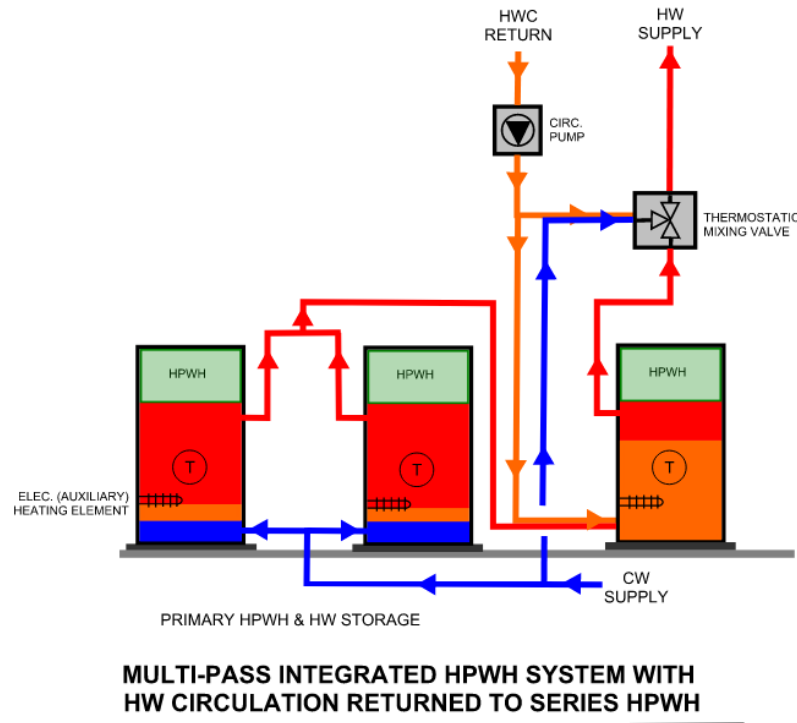 HWC
RETURN
HW
SUPPLY
CIRC.
PUMP
THERMOSTATIC
MIXING VALVE
HPWH
HPWH
HPWH
T
T
T
ELEC. (AUXILIARY)
HEATING ELEMENT
CW
SUPPLY
PRIMARY HPWH & HW STORAGE
MULTI-PASS INTEGRATED HPWH SYSTEM WITH
HW CIRCULATION RETURNED TO SERIES HPWH